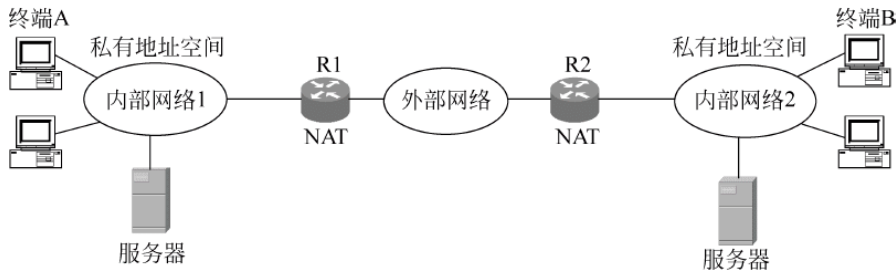 终端A
私有地址空间
R1
内部网络1
NAT
服务器
外部网络
R2
NAT
私有地址空间
终端B
内部网络2
服务器